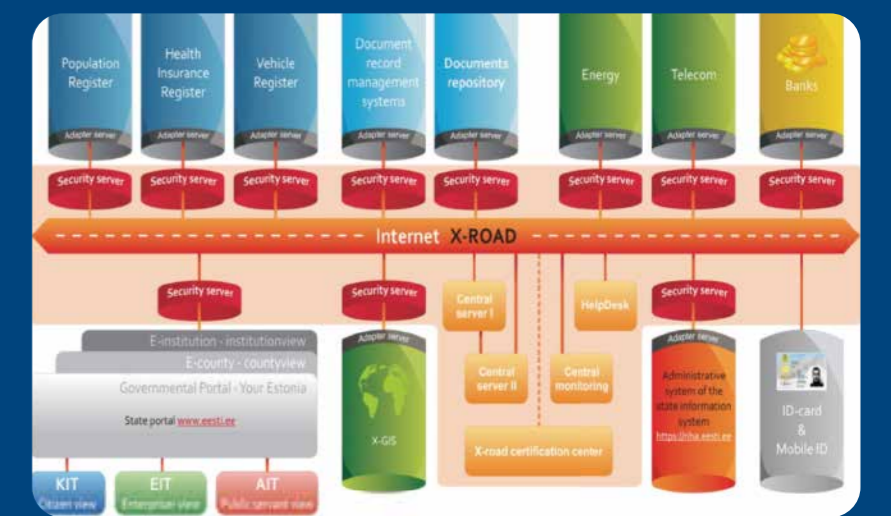 Population
Register
Adapter server
Health
Insurance
Register
Adapter server
Vehicle
Register
Adapter server
Document
record
management
systems
Adapter server
Documents
repository
Adapter server
Energy
Adapter server
Telecom
Adapter server
Banks
Adapter server
Security server
Security server
Security server
Security server
Security server
Security server
Security server
Security server
Internet X-ROAD
Security server
Security server
Central
server I
HelpDesk
Security server
E-institution - institutionview
E-county - countyview
Governmental Portal - Your Estonia
State portal www.eesti.ee
Adapter server
X-GIS
Central
server II
Central
monitoring
X-road certification center
Adapter server
Administrative
system of the
state information
system
https://riha.eesti.ee
ID-card
&
Mobile ID
KIT
Citizen view
EIT
Enterpriser view
AIT
Public servant view